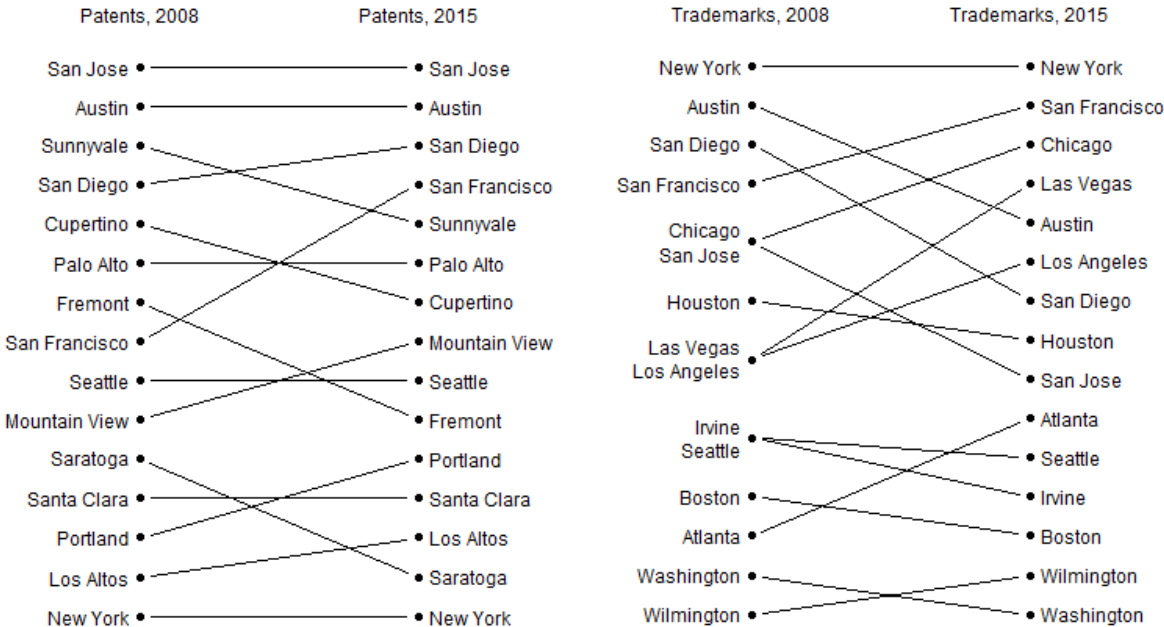 Patents, 2008
Patents, 2015
San Jose
San Jose
Austin
Austin
Sunnyvale
San Diego
San Diego
San Francisco
Cupertino
Sunnyvale
Palo Alto
Palo Alto
Fremont
Cupertino
San Francisco
Mountain View
Seattle
Seattle
Mountain View
Fremont
Saratoga
Portland
Santa Clara
Santa Clara
Portland
Los Altos
Los Altos
Saratoga
New York
New York
Trademarks, 2008
Trademarks, 2015
New York
New York
Austin
San Francisco
San Diego
Chicago
San Francisco
Las Vegas
Chicago
Austin
San Jose
Los Angeles
Houston
San Diego
Las Vegas
Houston
Los Angeles
San Jose
Irvine
Atlanta
Seattle
Seattle
Boston
Irvine
Atlanta
Boston
Washington
Wilmington
Wilmington
Washington